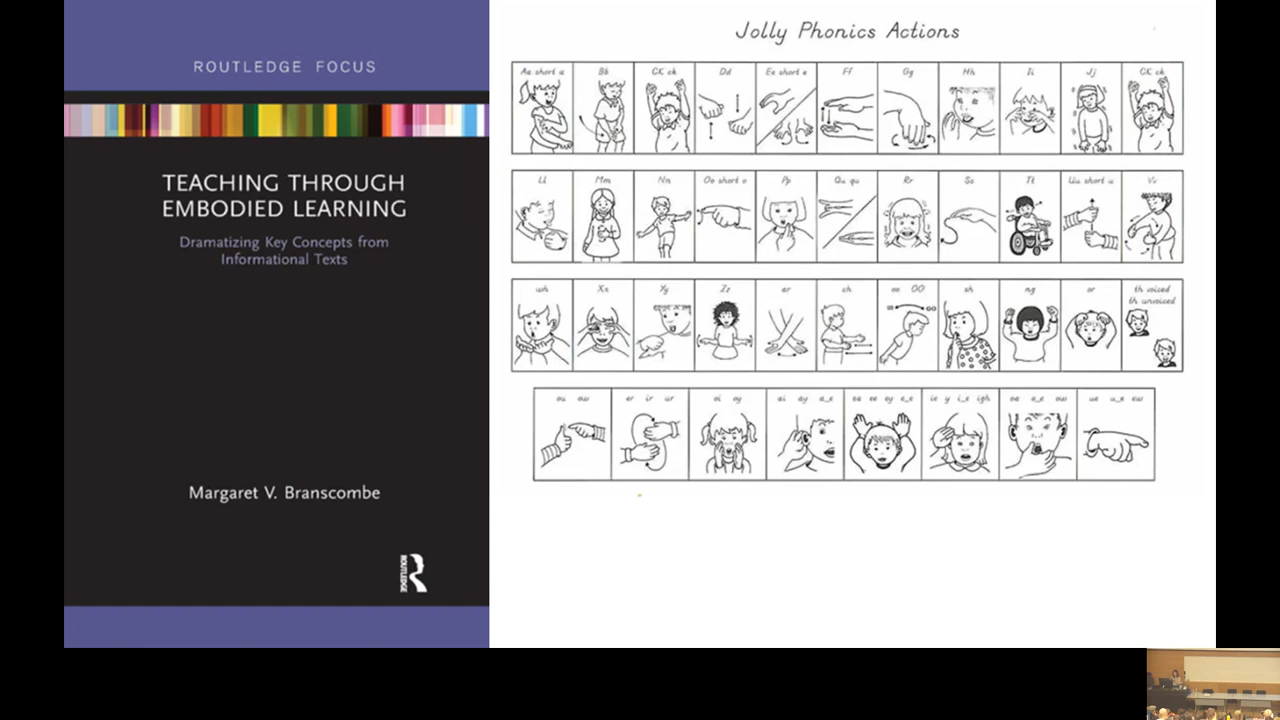 ROUTLEDGE FOCUS
TEACHING THROUGH
EMBODIED LEARNING
Dramatizing Key Concepts from
Informational Texts
Margaret V. Branscombe
ROUTLEDGE
Jolly Phonics Actions
Aa short a
Bb
CK ck
Dd
Ee short e
Ff
Gg
Hh
Ii
Jj
CK ck
Ll
Mm
Nn
Oo short o
Pp
Qu qu
Rr
Ss
Tt
Uu short u
Vv
wh
Xx
Yy
Zz
ar
ch
oo OO
oo OO
sh
ng
or
th voiced
th unvoiced
ou ow
er ir ur
oi oy
ai ay a_e
ea ee ey e_e
ie y i_e igh
oa o_e ow
ue u_e ew